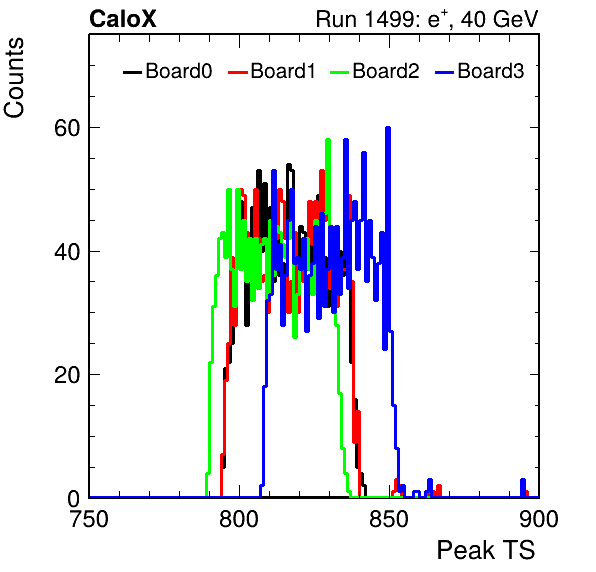 CaloX Run 1499: e+, 40 GeV
Counts
Board0 Board1 Board2 Board3
60
40
20
0
750 800 850 900
Peak TS